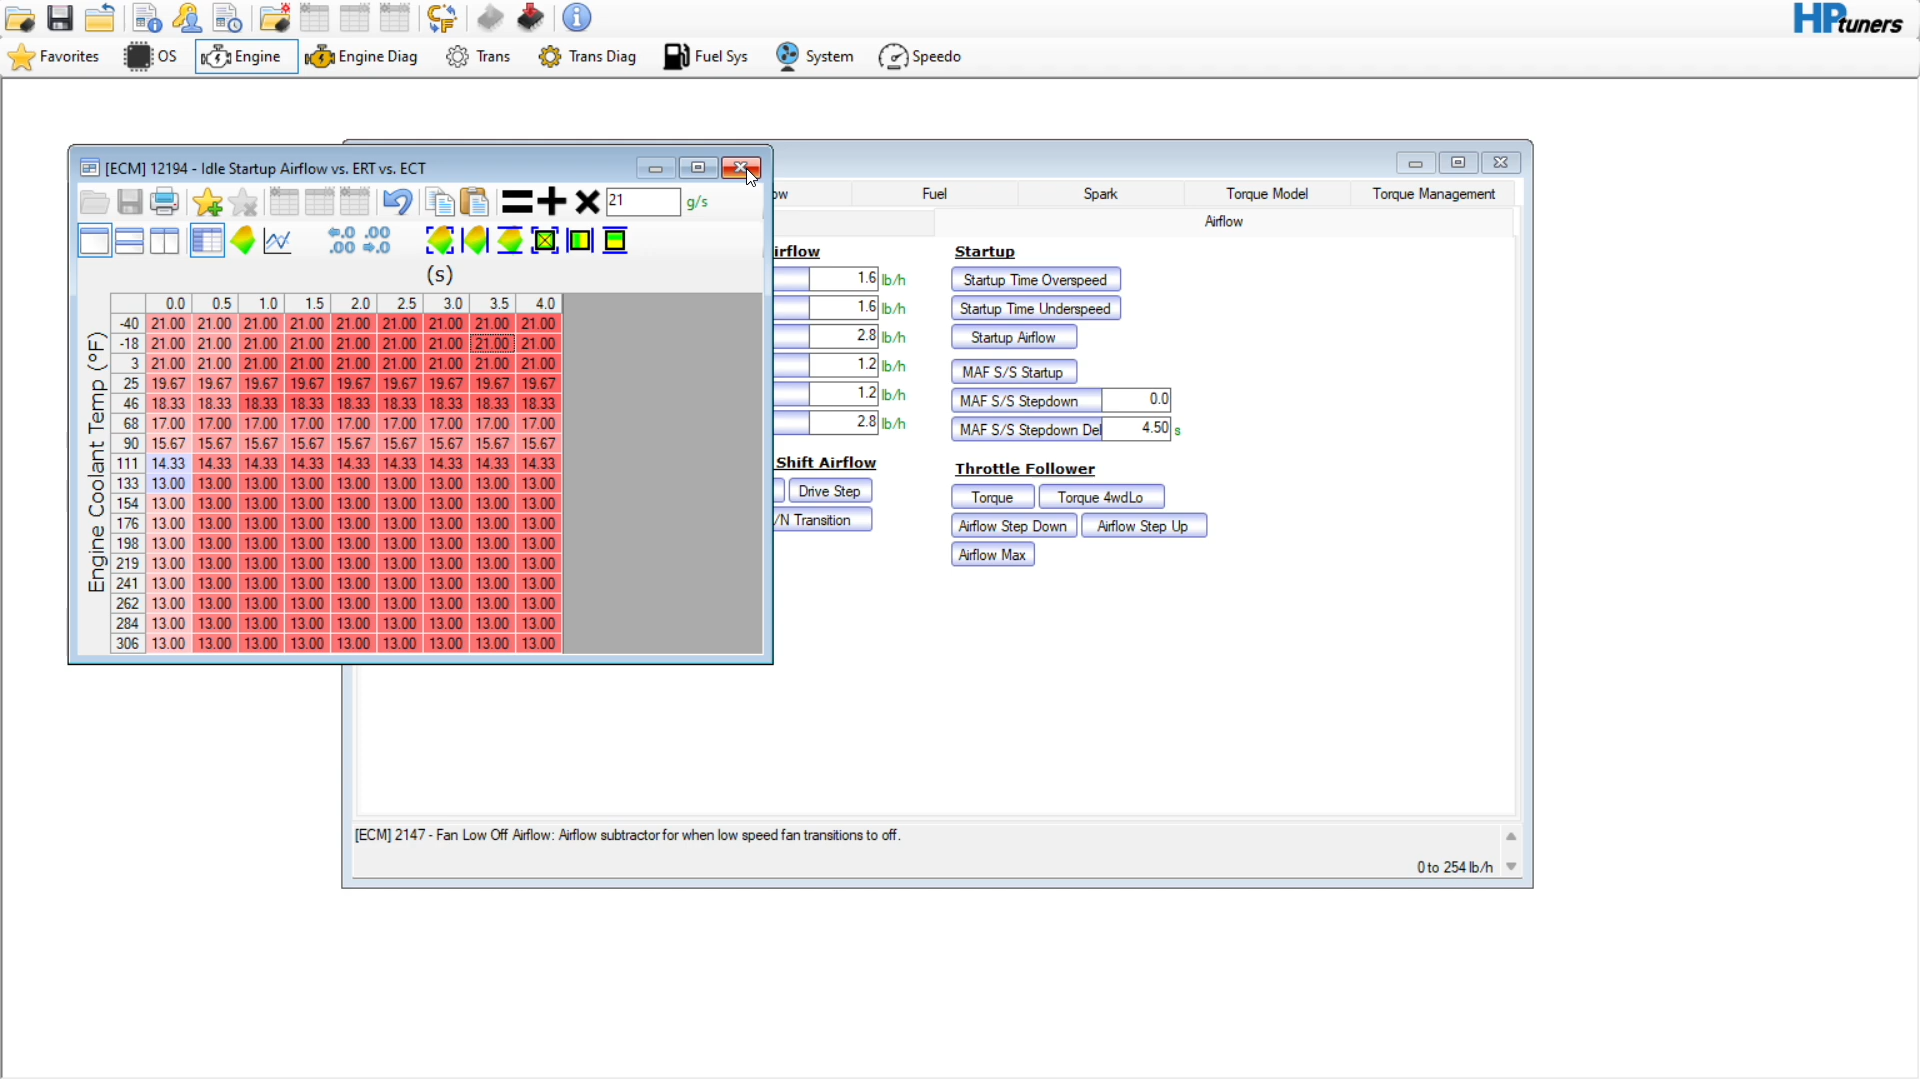 HPtuners
Favorites OS Engine Engine Diag Trans Trans Diag Fuel Sys System Speedo
[ECM] 12194 - Idle Startup Airflow vs. ERT vs. ECT
21 g/s
(s)
0.0 0.5 1.0 1.5 2.0 2.5 3.0 3.5 4.0
Engine Coolant Temp (°F)
-40 21.00 21.00 21.00 21.00 21.00 21.00 21.00 21.00 21.00
-18 21.00 21.00 21.00 21.00 21.00 21.00 21.00 21.00 21.00
3 21.00 21.00 21.00 21.00 21.00 21.00 21.00 21.00 21.00
25 19.67 19.67 19.67 19.67 19.67 19.67 19.67 19.67 19.67
46 18.33 18.33 18.33 18.33 18.33 18.33 18.33 18.33 18.33
68 17.00 17.00 17.00 17.00 17.00 17.00 17.00 17.00 17.00
90 15.67 15.67 15.67 15.67 15.67 15.67 15.67 15.67 15.67
111 14.33 14.33 14.33 14.33 14.33 14.33 14.33 14.33 14.33
133 13.00 13.00 13.00 13.00 13.00 13.00 13.00 13.00 13.00
154 13.00 13.00 13.00 13.00 13.00 13.00 13.00 13.00 13.00
176 13.00 13.00 13.00 13.00 13.00 13.00 13.00 13.00 13.00
198 13.00 13.00 13.00 13.00 13.00 13.00 13.00 13.00 13.00
219 13.00 13.00 13.00 13.00 13.00 13.00 13.00 13.00 13.00
241 13.00 13.00 13.00 13.00 13.00 13.00 13.00 13.00 13.00
262 13.00 13.00 13.00 13.00 13.00 13.00 13.00 13.00 13.00
284 13.00 13.00 13.00 13.00 13.00 13.00 13.00 13.00 13.00
306 13.00 13.00 13.00 13.00 13.00 13.00 13.00 13.00 13.00
ow Fuel Spark Torque Model Torque Management
Airflow
irflow
1.6 lb/h
1.6 lb/h
2.8 lb/h
1.2 lb/h
1.2 lb/h
2.8 lb/h
Shift Airflow
Drive Step
/N Transition
Startup
Startup Time Overspeed
Startup Time Underspeed
Startup Airflow
MAF S/S Startup
MAF S/S Stepdown 0.0
MAF S/S Stepdown Del 4.50 s
Throttle Follower
Torque Torque 4wdLo
Airflow Step Down Airflow Step Up
Airflow Max
[ECM] 2147 - Fan Low Off Airflow: Airflow subtractor for when low speed fan transitions to off.
0 to 254 lb/h